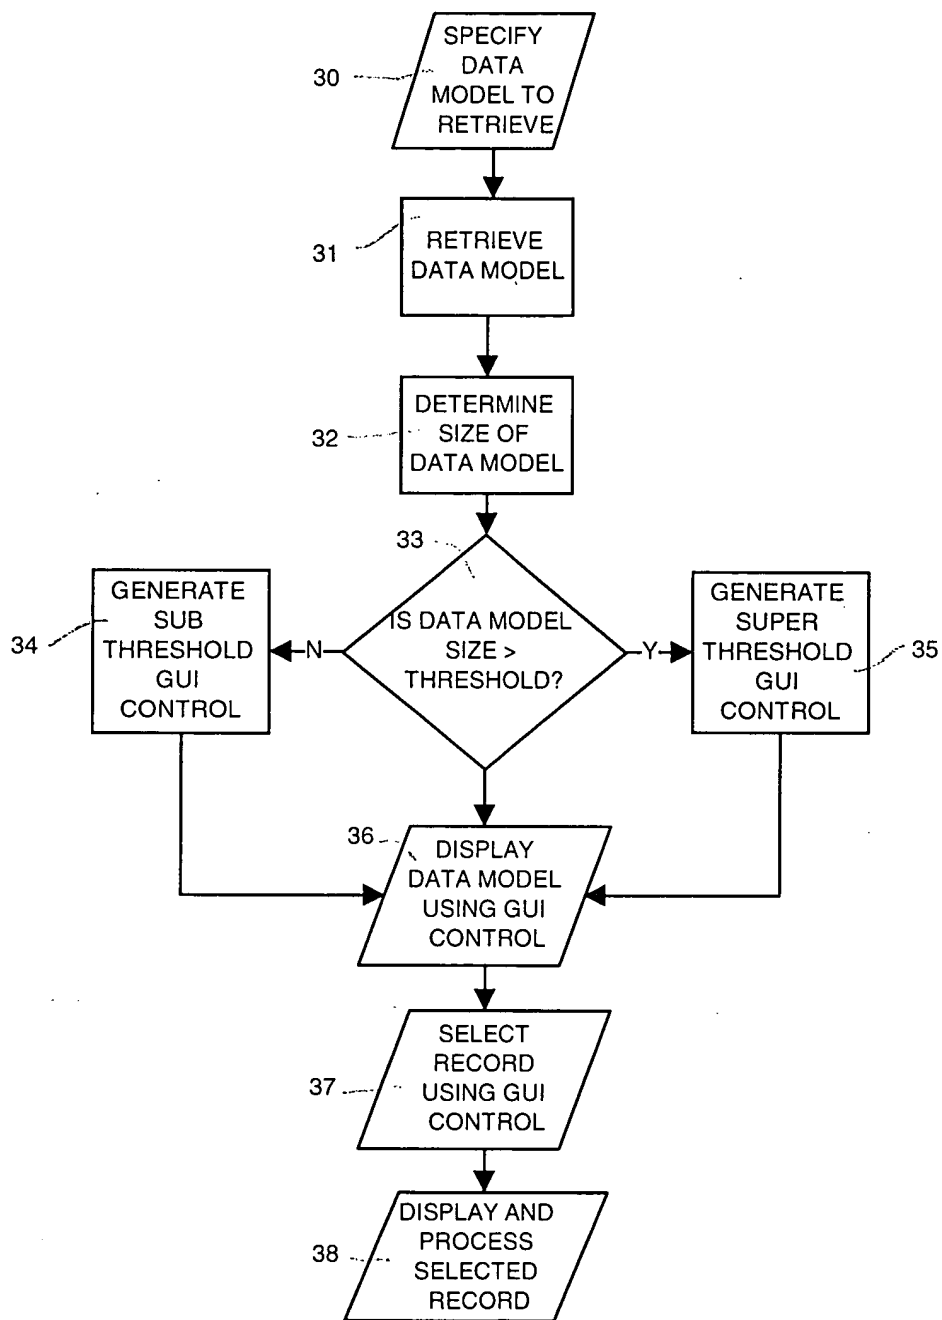 SPECIFY
DATA
MODEL TO
RETRIEVE
30
RETRIEVE
DATA MODEL
31
DETERMINE
SIZE OF
DATA MODEL
32
33
IS DATA MODEL
SIZE >
THRESHOLD?
N
Y
GENERATE
SUB
THRESHOLD
GUI
CONTROL
34
GENERATE
SUPER
THRESHOLD
GUI
CONTROL
35
36
DISPLAY
DATA MODEL
USING GUI
CONTROL
SELECT
RECORD
USING GUI
CONTROL
37
DISPLAY AND
PROCESS
SELECTED
RECORD
38